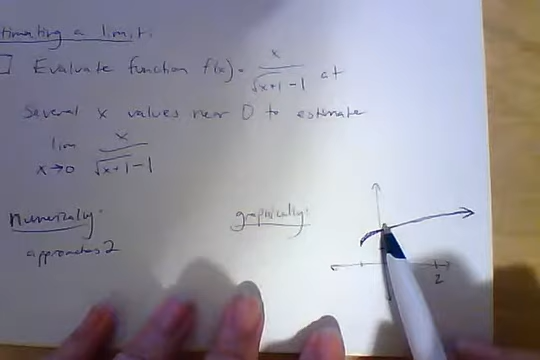 timating a limit:
Evaluate function f(x) = x/(√(x+1) - 1) at
Several x values near 0 to estimate
lim x→0 x/(√(x+1) - 1)
numerically:
approaches 2
graphically:
2